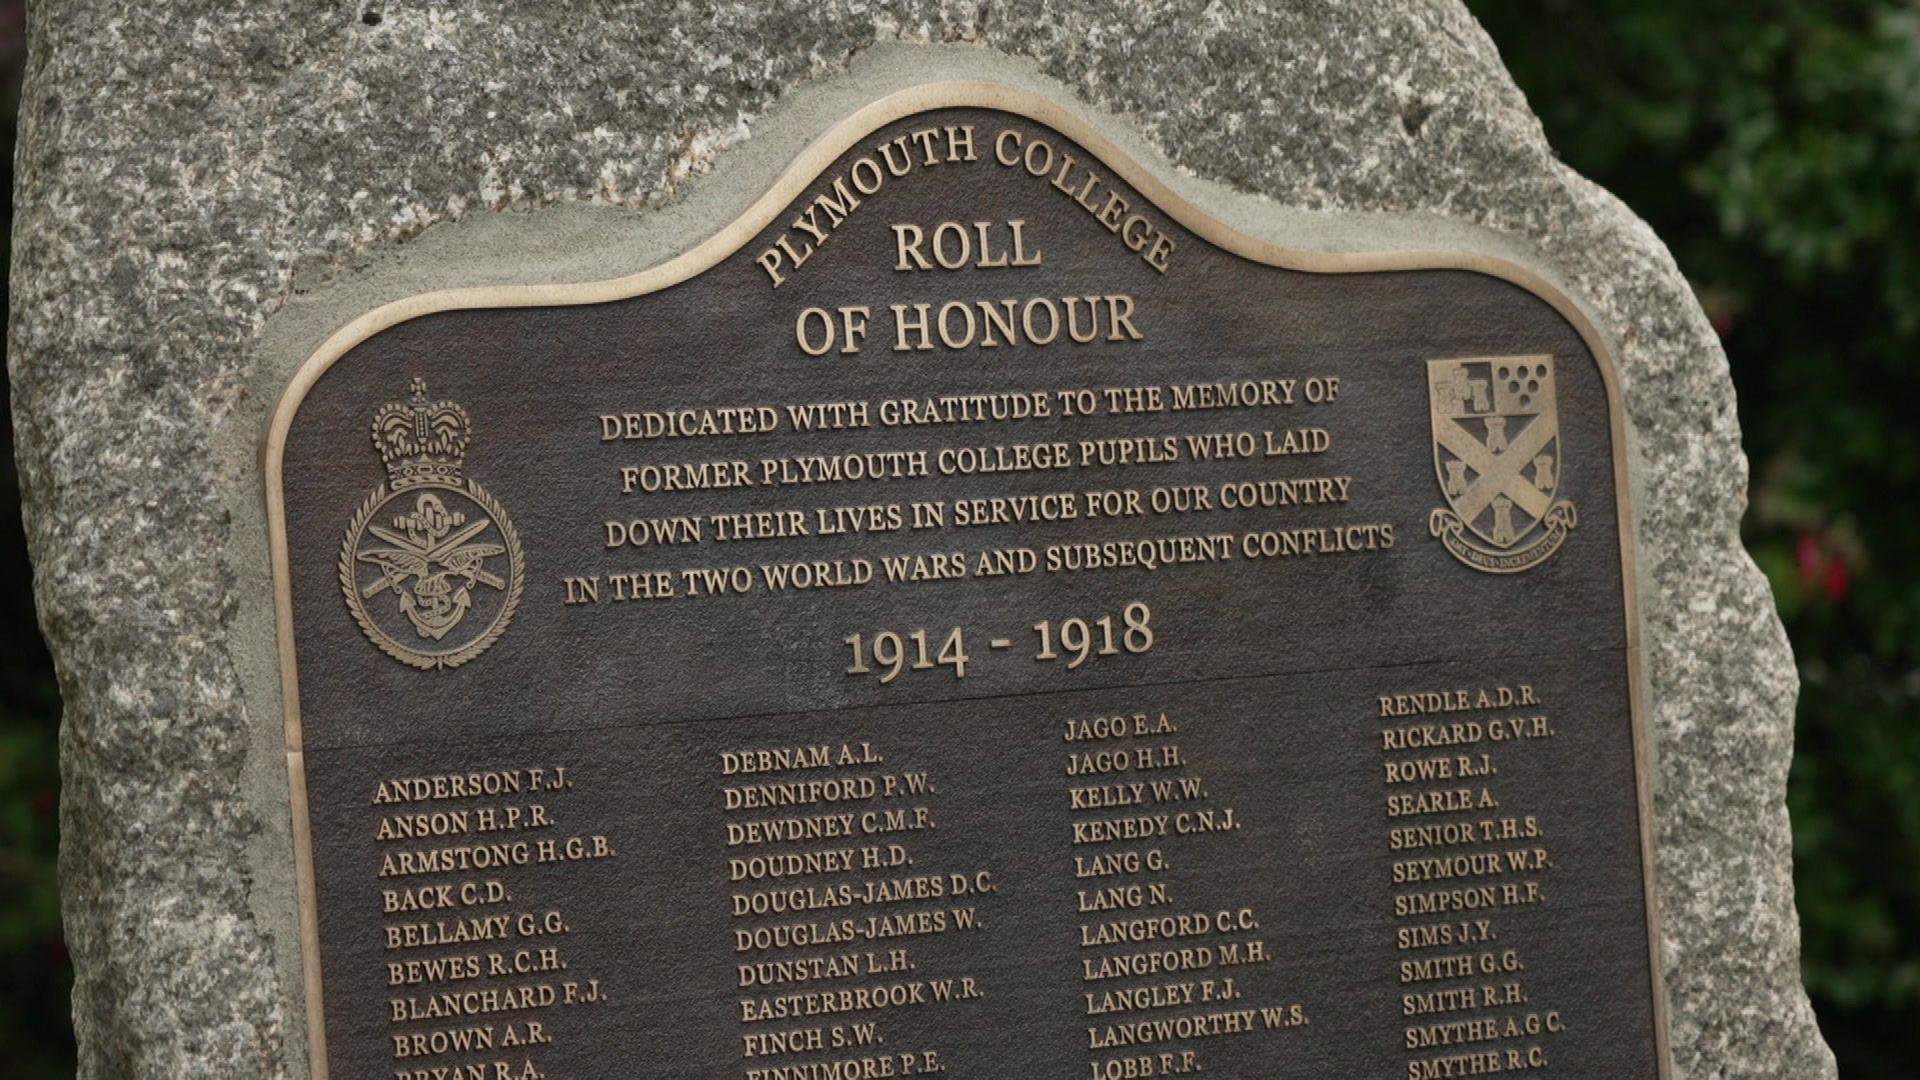 PLYMOUTH COLLEGE
ROLL
OF HONOUR
DEDICATED WITH GRATITUDE TO THE MEMORY OF
FORMER PLYMOUTH COLLEGE PUPILS WHO LAID
DOWN THEIR LIVES IN SERVICE FOR OUR COUNTRY
IN THE TWO WORLD WARS AND SUBSEQUENT CONFLICTS
1914 - 1918
ANDERSON F.J.
ANSON H.P.R.
ARMSTONG H.G.B.
BACK C.D.
BELLAMY G.G.
BEWES R.C.H.
BLANCHARD F.J.
BROWN A.R.
BRYAN R.A.
DEBNAM A.L.
DENNIFORD P.W.
DEWDNEY C.M.F.
DOUDNEY H.D.
DOUGLAS-JAMES D.C.
DOUGLAS-JAMES W.
DUNSTAN L.H.
EASTERBROOK W.R.
FINCH S.W.
FINNIMORE P.E.
JAGO E.A.
JAGO H.H.
KELLY W.W.
KENEDY C.N.J.
LANG G.
LANG N.
LANGFORD C.C.
LANGFORD M.H.
LANGLEY F.J.
LANGWORTHY W.S.
LOBB F.F.
RENDLE A.D.R.
RICKARD G.V.H.
ROWE R.J.
SEARLE A.
SENIOR T.H.S.
SEYMOUR W.P.
SIMPSON H.F.
SIMS J.Y.
SMITH G.G.
SMITH R.H.
SMYTHE A.G C.
SMYTHE R.C.